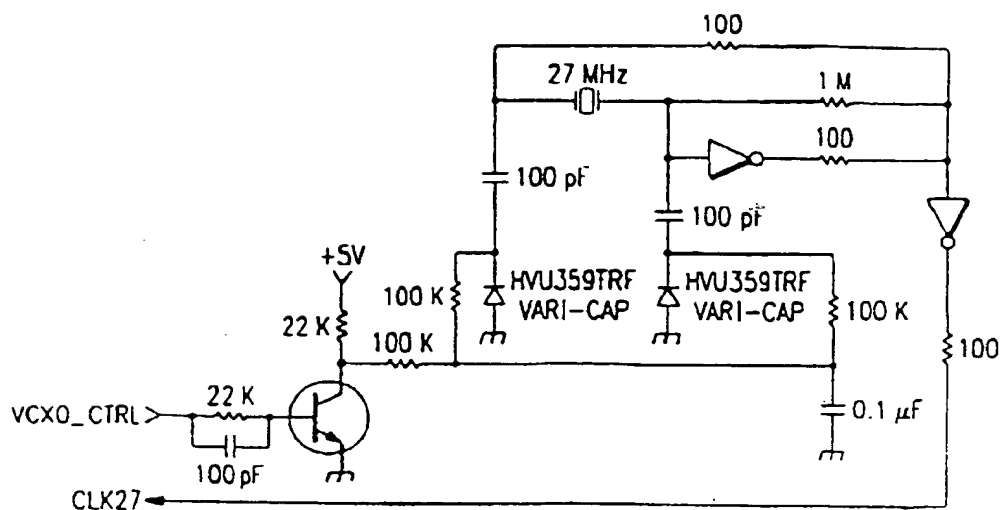 100
27 MHz
1 M
100
100 pF
100 pF
+5V
HVU359TRF
VARI-CAP
HVU359TRF
VARI-CAP
100 K
100 K
22 K
100 K
100
22 K
VCXO_CTRL
0.1 µF
100 pF
CLK27